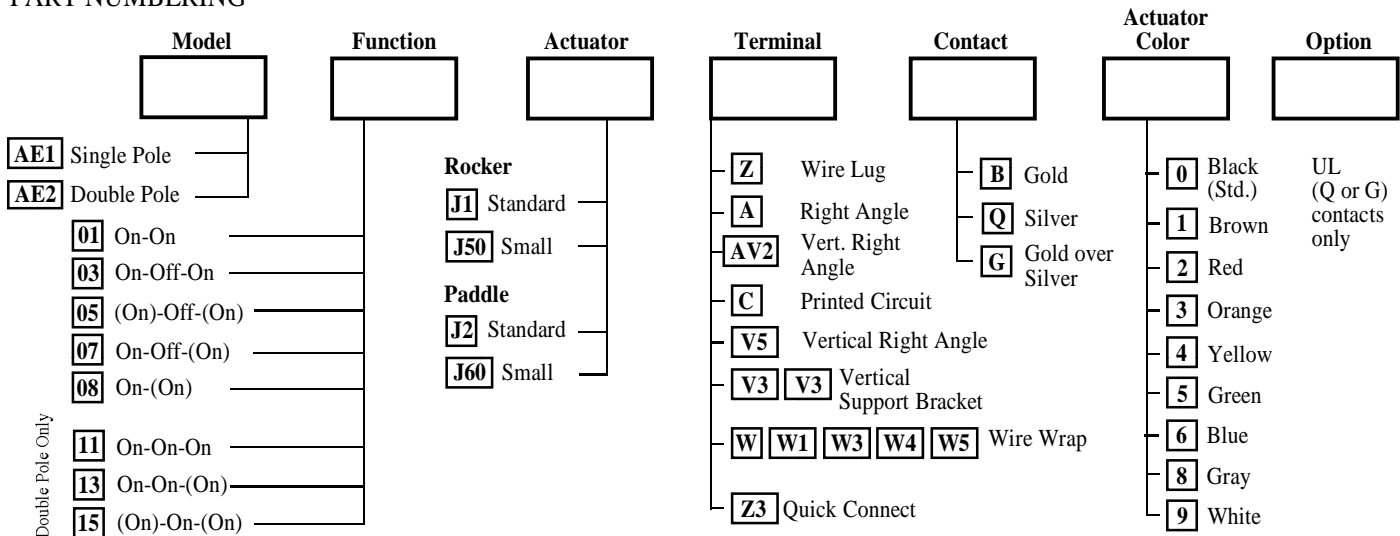 PART NUMBERING
Model
Function
Actuator
Terminal
Contact
Actuator
Color
Option
AE1 Single Pole
AE2 Double Pole
01 On-On
03 On-Off-On
05 (On)-Off-(On)
07 On-Off-(On)
08 On-(On)
Double Pole Only
11 On-On-On
13 On-On-(On)
15 (On)-On-(On)
Rocker
J1 Standard
J50 Small
Paddle
J2 Standard
J60 Small
Z Wire Lug
A Right Angle
AV2 Vert. Right
Angle
C Printed Circuit
V5 Vertical Right Angle
V3 V3 Vertical
Support Bracket
W W1 W3 W4 W5 Wire Wrap
Z3 Quick Connect
B Gold
Q Silver
G Gold over
Silver
0 Black
(Std.)
1 Brown
2 Red
3 Orange
4 Yellow
5 Green
6 Blue
8 Gray
9 White
UL
(Q or G)
contacts
only